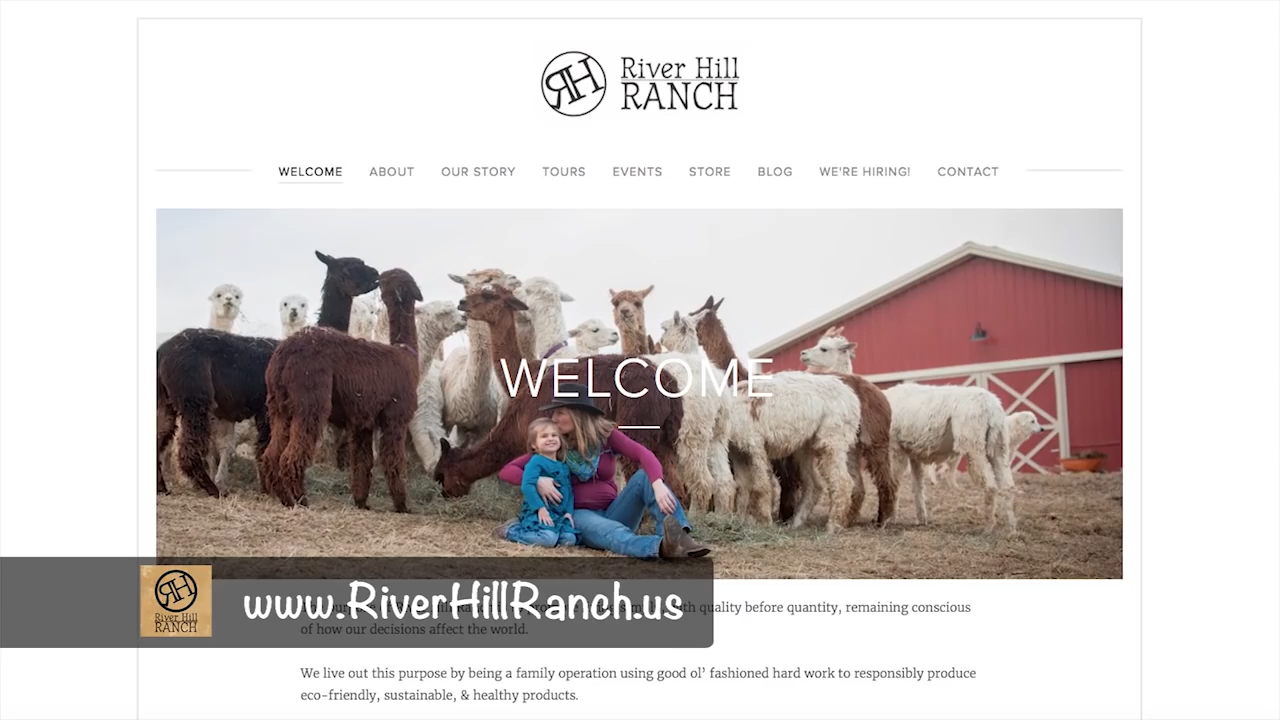 RH
River Hill
RANCH
WELCOME ABOUT OUR STORY TOURS EVENTS STORE BLOG WE'RE HIRING! CONTACT
WELCOME
RH
River Hill
RANCH
www.RiverHillRanch.us
quality before quantity, remaining conscious
of how our decisions affect the world.
We live out this purpose by being a family operation using good ol’ fashioned hard work to responsibly produce
eco-friendly, sustainable, & healthy products.